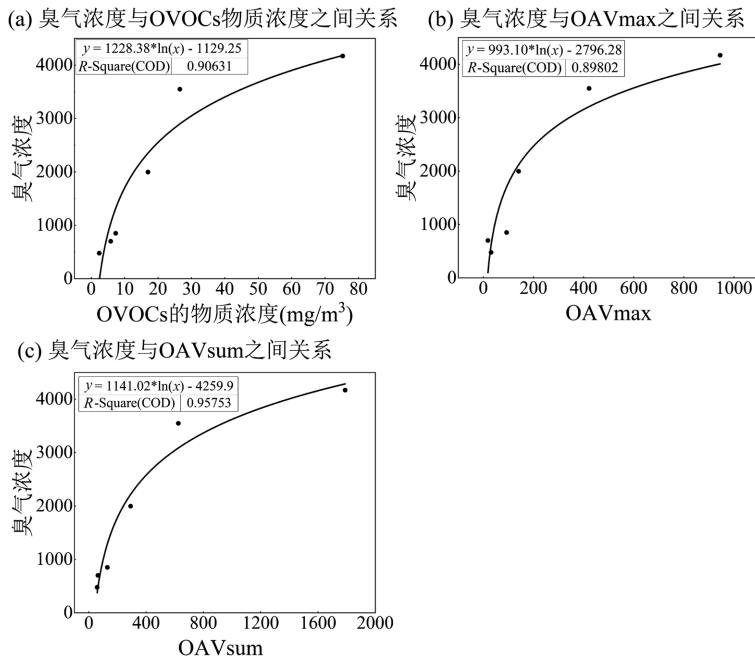 (a) 臭气浓度与OVOCs物质浓度之间关系
y = 1228.38*ln(x) - 1129.25
R-Square(COD) 0.90631
4000
3000
2000
1000
0
臭气浓度
0 10 20 30 40 50 60 70 80
OVOCs的物质浓度(mg/m³)
(b) 臭气浓度与OAVmax之间关系
y = 993.10*ln(x) - 2796.28
R-Square(COD) 0.89802
4000
3000
2000
1000
0
臭气浓度
0 200 400 600 800 1000
OAVmax
(c) 臭气浓度与OAVsum之间关系
y = 1141.02*ln(x) - 4259.9
R-Square(COD) 0.95753
4000
3000
2000
1000
0
臭气浓度
0 400 800 1200 1600 2000
OAVsum